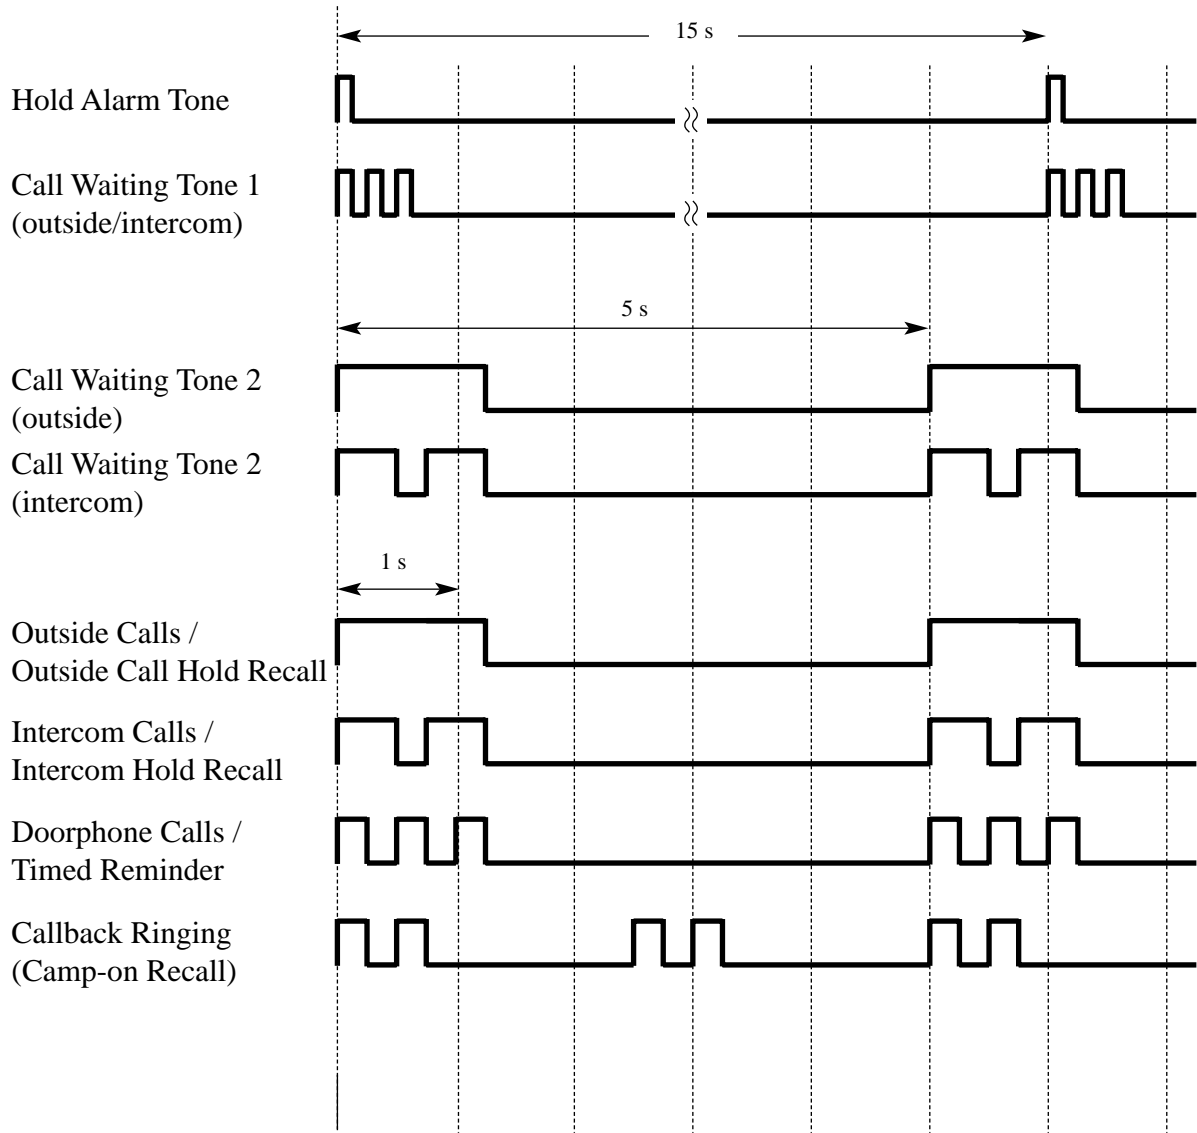 15 s
Hold Alarm Tone
Call Waiting Tone 1
(outside/intercom)
5 s
Call Waiting Tone 2
(outside)
Call Waiting Tone 2
(intercom)
1 s
Outside Calls /
Outside Call Hold Recall
Intercom Calls /
Intercom Hold Recall
Doorphone Calls /
Timed Reminder
Callback Ringing
(Camp-on Recall)